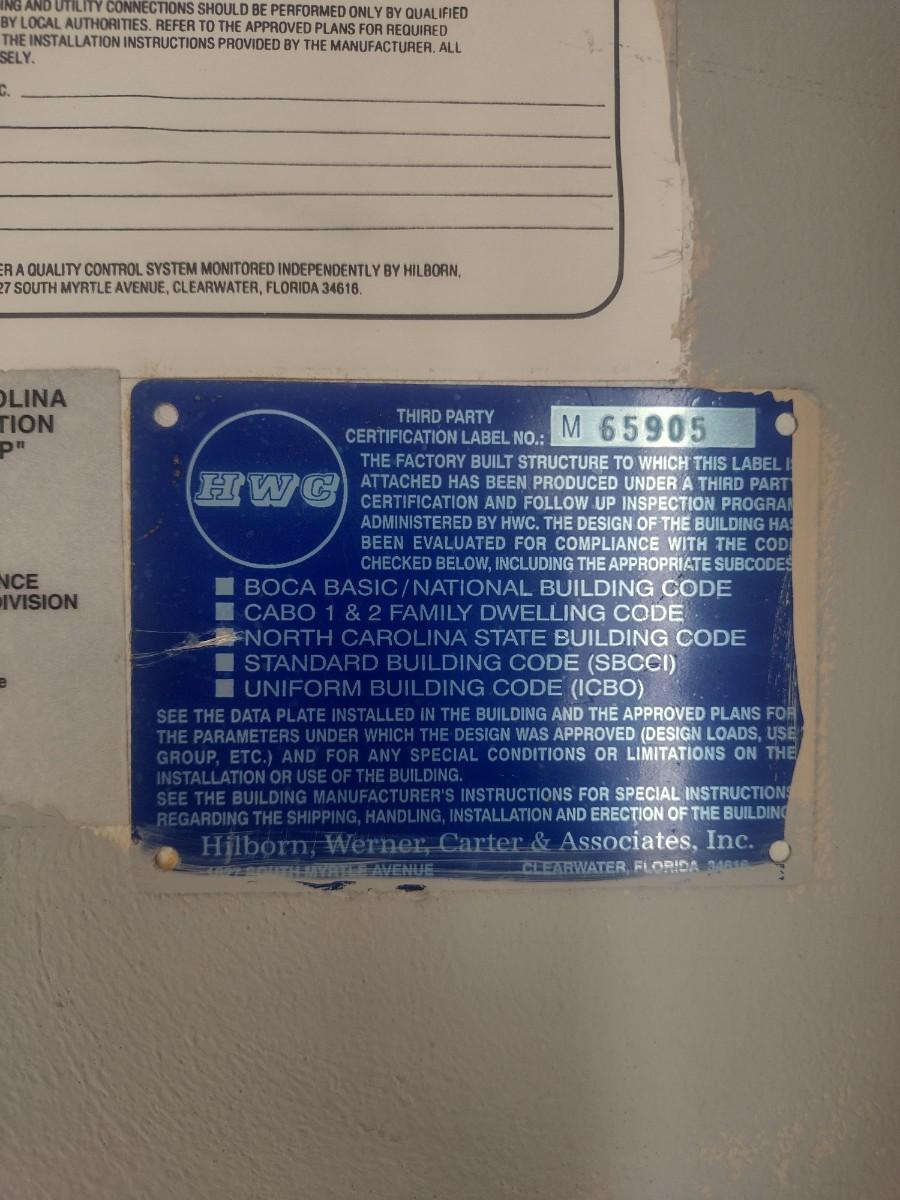 ING AND UTILITY CONNECTIONS SHOULD BE PERFORMED ONLY BY QUALIFIED
BY LOCAL AUTHORITIES. REFER TO THE APPROVED PLANS FOR REQUIRED
THE INSTALLATION INSTRUCTIONS PROVIDED BY THE MANUFACTURER. ALL
SELY.
C.
ER A QUALITY CONTROL SYSTEM MONITORED INDEPENDENTLY BY HILBORN,
27 SOUTH MYRTLE AVENUE, CLEARWATER, FLORIDA 34616.
OLINA
TION
P"
NCE
DIVISION
e
HWC
THIRD PARTY
CERTIFICATION LABEL NO.: M 65905
THE FACTORY BUILT STRUCTURE TO WHICH THIS LABEL I
ATTACHED HAS BEEN PRODUCED UNDER A THIRD PART
CERTIFICATION AND FOLLOW UP INSPECTION PROGRAM
ADMINISTERED BY HWC. THE DESIGN OF THE BUILDING HAS
BEEN EVALUATED FOR COMPLIANCE WITH THE CODE
CHECKED BELOW, INCLUDING THE APPROPRIATE SUBCODES
BOCA BASIC/NATIONAL BUILDING CODE
CABO 1 & 2 FAMILY DWELLING CODE
NORTH CAROLINA STATE BUILDING CODE
STANDARD BUILDING CODE (SBCCI)
UNIFORM BUILDING CODE (ICBO)
SEE THE DATA PLATE INSTALLED IN THE BUILDING AND THE APPROVED PLANS FOR
THE PARAMETERS UNDER WHICH THE DESIGN WAS APPROVED (DESIGN LOADS, USE
GROUP, ETC.) AND FOR ANY SPECIAL CONDITIONS OR LIMITATIONS ON THE
INSTALLATION OR USE OF THE BUILDING.
SEE THE BUILDING MANUFACTURER'S INSTRUCTIONS FOR SPECIAL INSTRUCTIONS
REGARDING THE SHIPPING, HANDLING, INSTALLATION AND ERECTION OF THE BUILDING
Hilborn, Werner, Carter & Associates, Inc.
1627 SOUTH MYRTLE AVENUE CLEARWATER, FLORIDA 34616